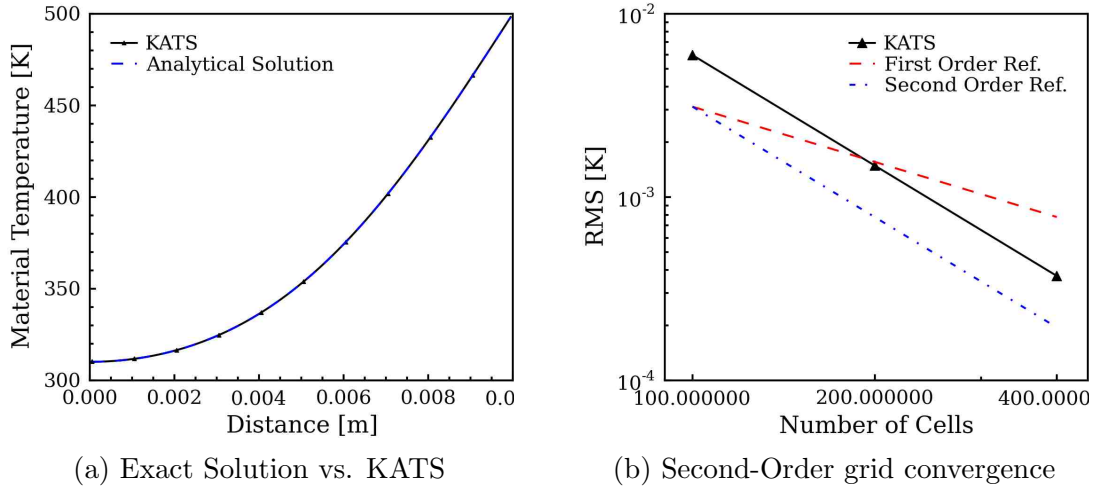 500
450
400
350
300
0.000
0.002
0.004
0.006
0.008
0.0
Material Temperature [K]
Distance [m]
KATS
Analytical Solution
(a) Exact Solution vs. KATS
10⁻²
10⁻³
10⁻⁴
100.000000
200.000000
400.0000
RMS [K]
Number of Cells
KATS
First Order Ref.
Second Order Ref.
(b) Second-Order grid convergence